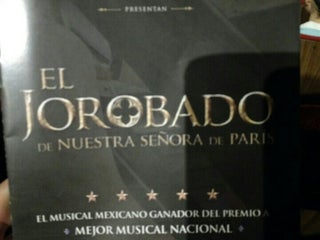 PRESENTAN
EL
JOROBADO
DE NUESTRA SEÑORA DE PARIS
EL MUSICAL MEXICANO GANADOR DEL PREMIO A
MEJOR MUSICAL NACIONAL